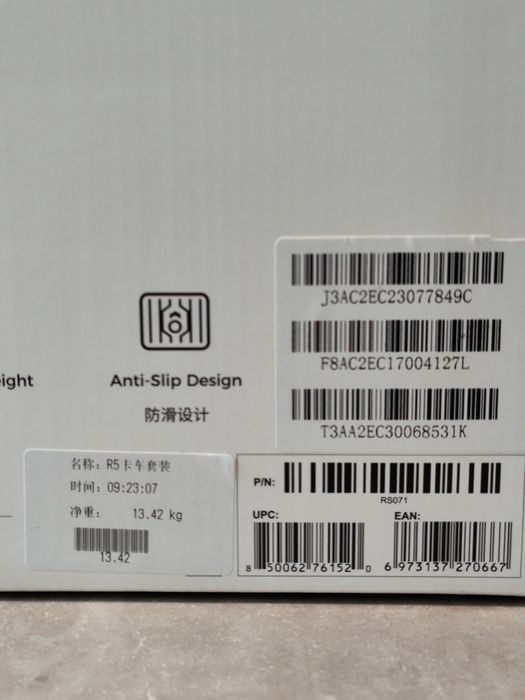 J3AC2EC23077849C
F8AC2EC17004127L
eight
Anti-Slip Design
防滑设计
T3AA2EC30068531K
名称: R5卡车套装
时间: 09:23:07
净重: 13.42 kg
13.42
P/N:
RS071
UPC:
EAN:
8 50062 76152 0
6 973137 270667